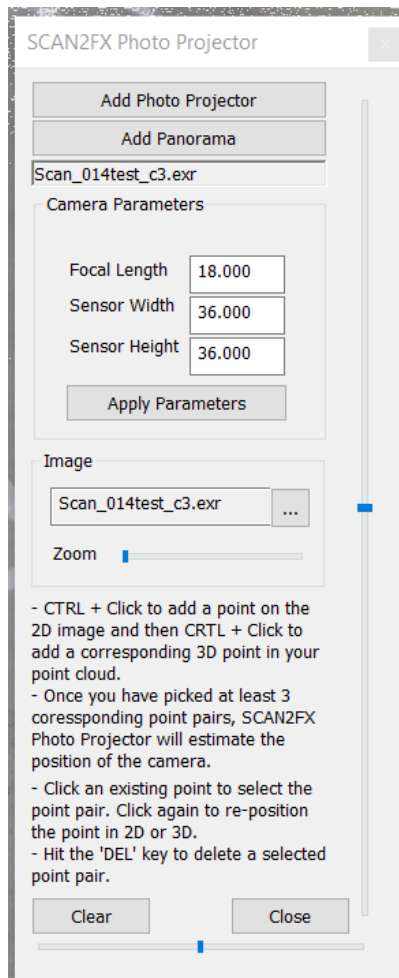 SCAN2FX Photo Projector
Add Photo Projector
Add Panorama
Scan_014test_c3.exr
Camera Parameters
Focal Length 18.000
Sensor Width 36.000
Sensor Height 36.000
Apply Parameters
Image
Scan_014test_c3.exr ...
Zoom
- CTRL + Click to add a point on the
2D image and then CRTL + Click to
add a corresponding 3D point in your
point cloud.
- Once you have picked at least 3
coressponding point pairs, SCAN2FX
Photo Projector will estimate the
position of the camera.
- Click an existing point to select the
point pair. Click again to re-position
the point in 2D or 3D.
- Hit the 'DEL' key to delete a selected
point pair.
Clear Close